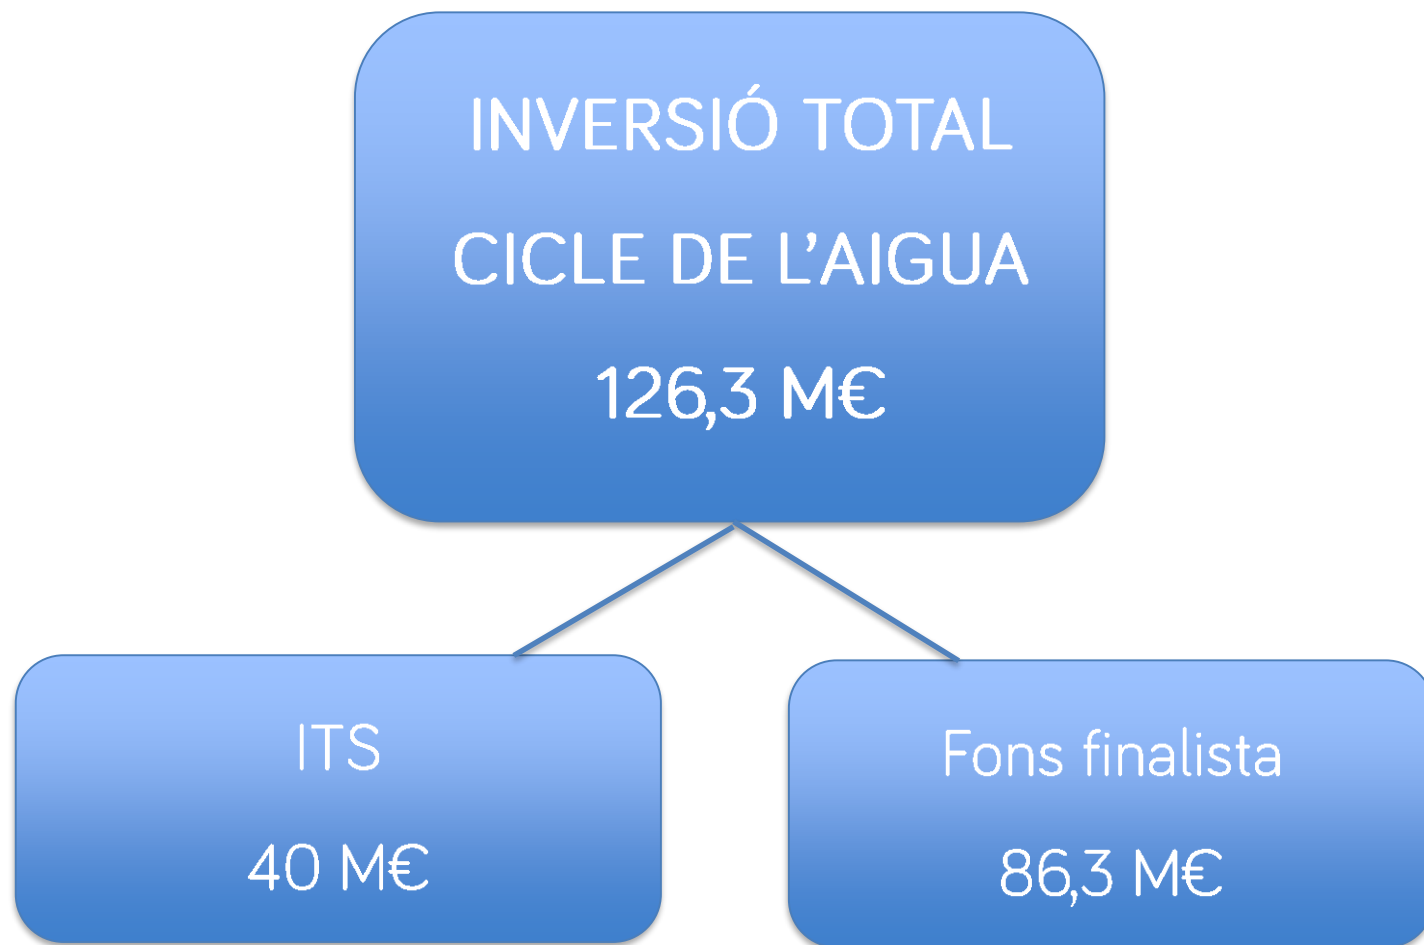 INVERSIÓ TOTAL
CICLE DE L’AIGUA
126,3 M€
ITS
40 M€
Fons finalista
86,3 M€